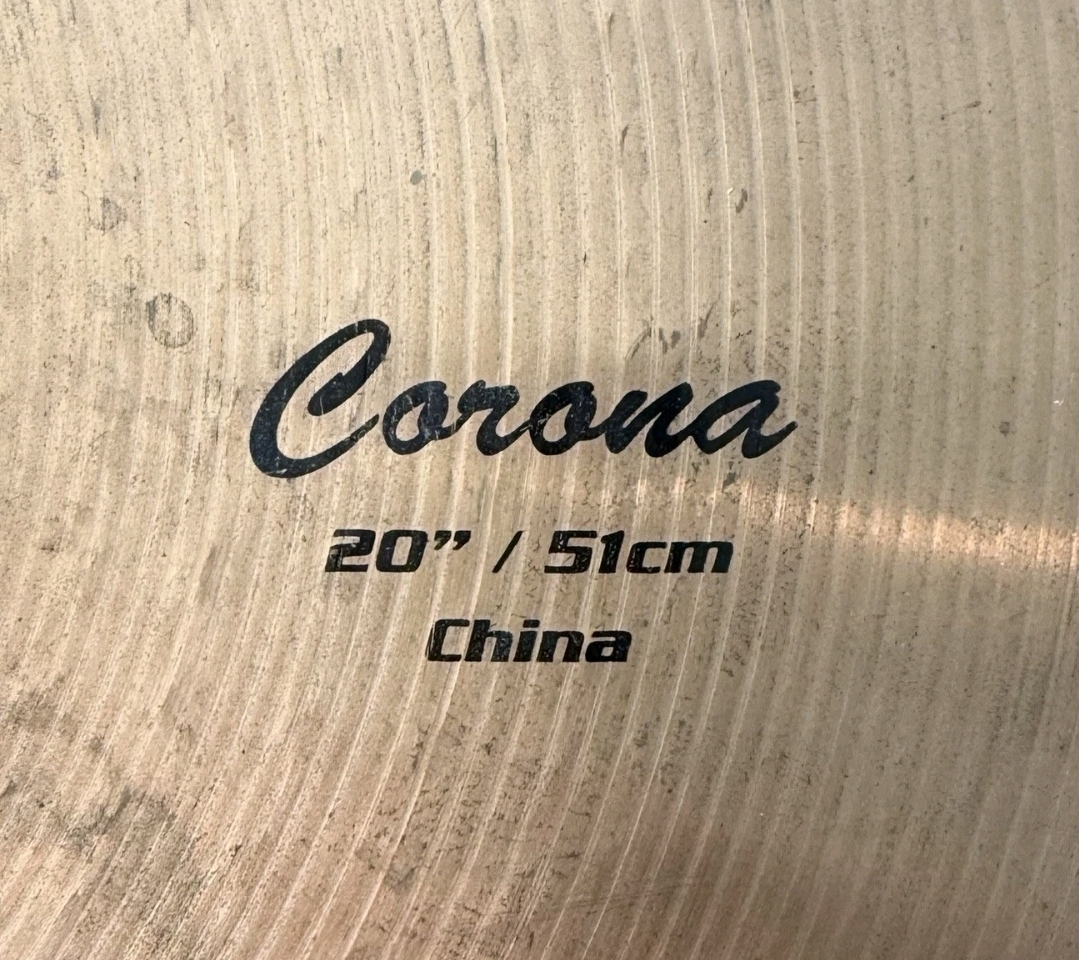 Corona
20” / 51cm
China